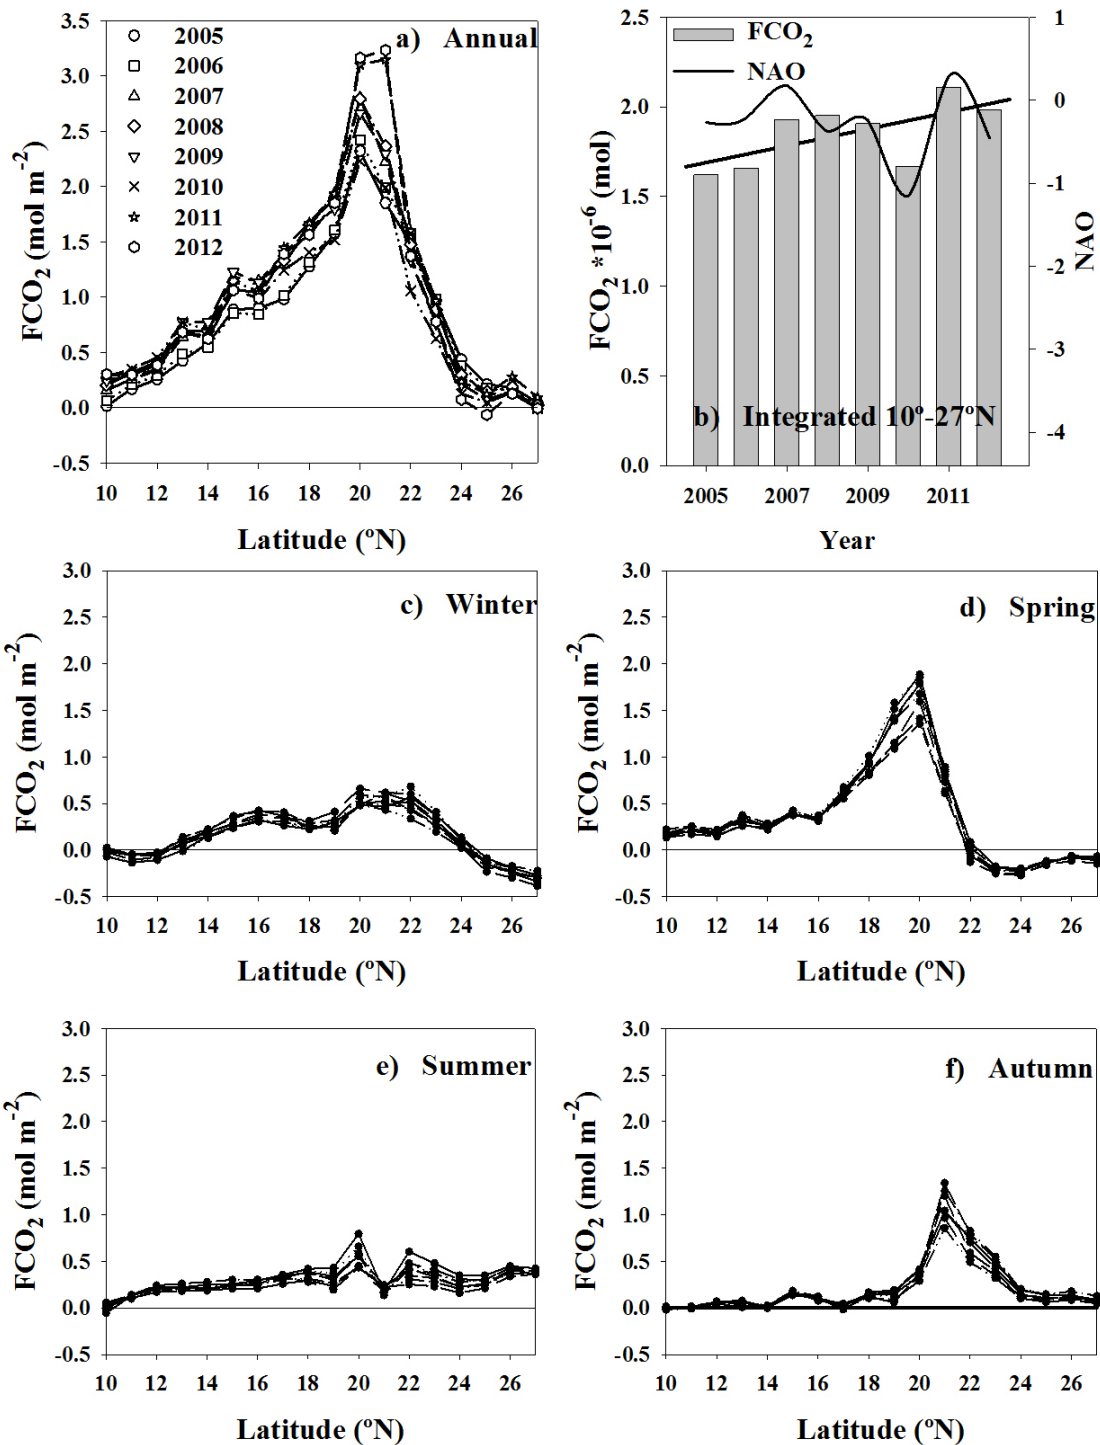 a) Annual
2005
2006
2007
2008
2009
2010
2011
2012
3.5
3.0
2.5
2.0
1.5
1.0
0.5
0.0
-0.5
FCO₂ (mol m⁻²)
10 12 14 16 18 20 22 24 26
Latitude (ºN)
FCO₂
NAO
2.5
2.0
1.5
1.0
0.5
0.0
FCO₂ *10⁻⁶ (mol)
1
0
-1
-2
-3
-4
NAO
b) Integrated 10º-27ºN
2005 2007 2009 2011
Year
c) Winter
3.0
2.5
2.0
1.5
1.0
0.5
0.0
-0.5
FCO₂ (mol m⁻²)
10 12 14 16 18 20 22 24 26
Latitude (ºN)
d) Spring
3.0
2.5
2.0
1.5
1.0
0.5
0.0
-0.5
FCO₂ (mol m⁻²)
10 12 14 16 18 20 22 24 26
Latitude (ºN)
e) Summer
3.0
2.5
2.0
1.5
1.0
0.5
0.0
-0.5
FCO₂ (mol m⁻²)
10 12 14 16 18 20 22 24 26
Latitude (ºN)
f) Autumn
3.0
2.5
2.0
1.5
1.0
0.5
0.0
-0.5
FCO₂ (mol m⁻²)
10 12 14 16 18 20 22 24 26
Latitude (ºN)